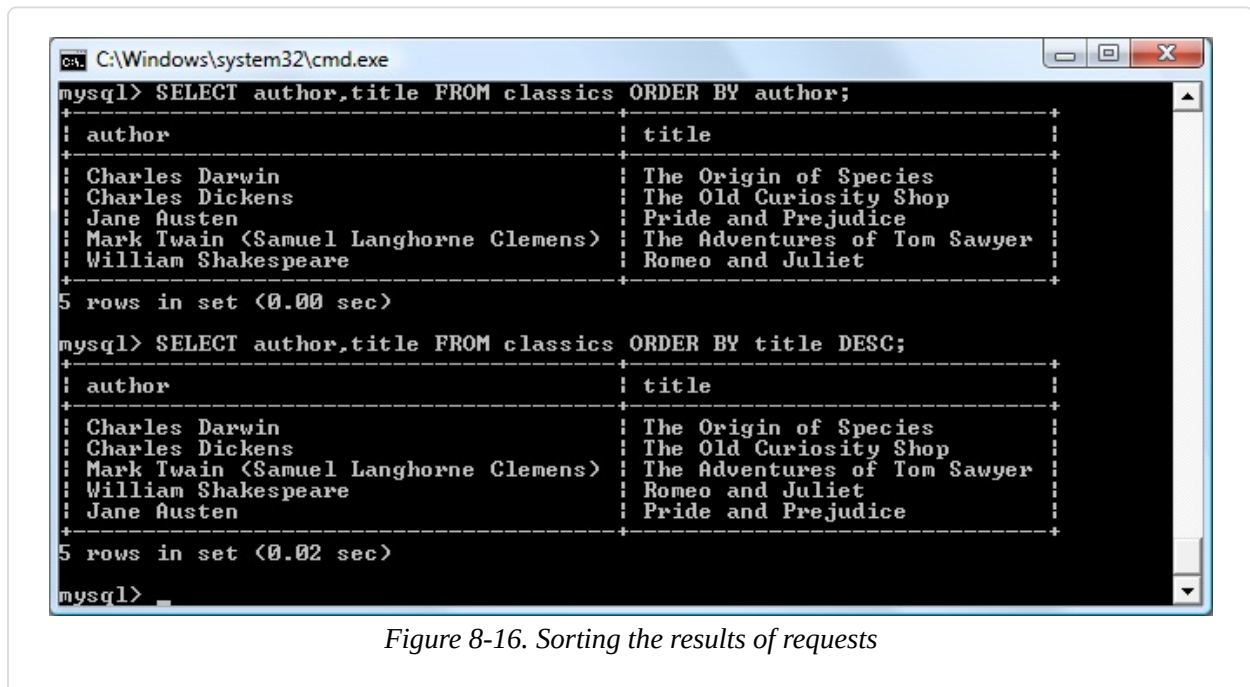 C:\Windows\system32\cmd.exe
mysql> SELECT author,title FROM classics ORDER BY author;
author title
Charles Darwin The Origin of Species
Charles Dickens The Old Curiosity Shop
Jane Austen Pride and Prejudice
Mark Twain (Samuel Langhorne Clemens) The Adventures of Tom Sawyer
William Shakespeare Romeo and Juliet
5 rows in set (0.00 sec)
mysql> SELECT author,title FROM classics ORDER BY title DESC;
author title
Charles Darwin The Origin of Species
Charles Dickens The Old Curiosity Shop
Mark Twain (Samuel Langhorne Clemens) The Adventures of Tom Sawyer
William Shakespeare Romeo and Juliet
Jane Austen Pride and Prejudice
5 rows in set (0.02 sec)
mysql> _
Figure 8-16. Sorting the results of requests